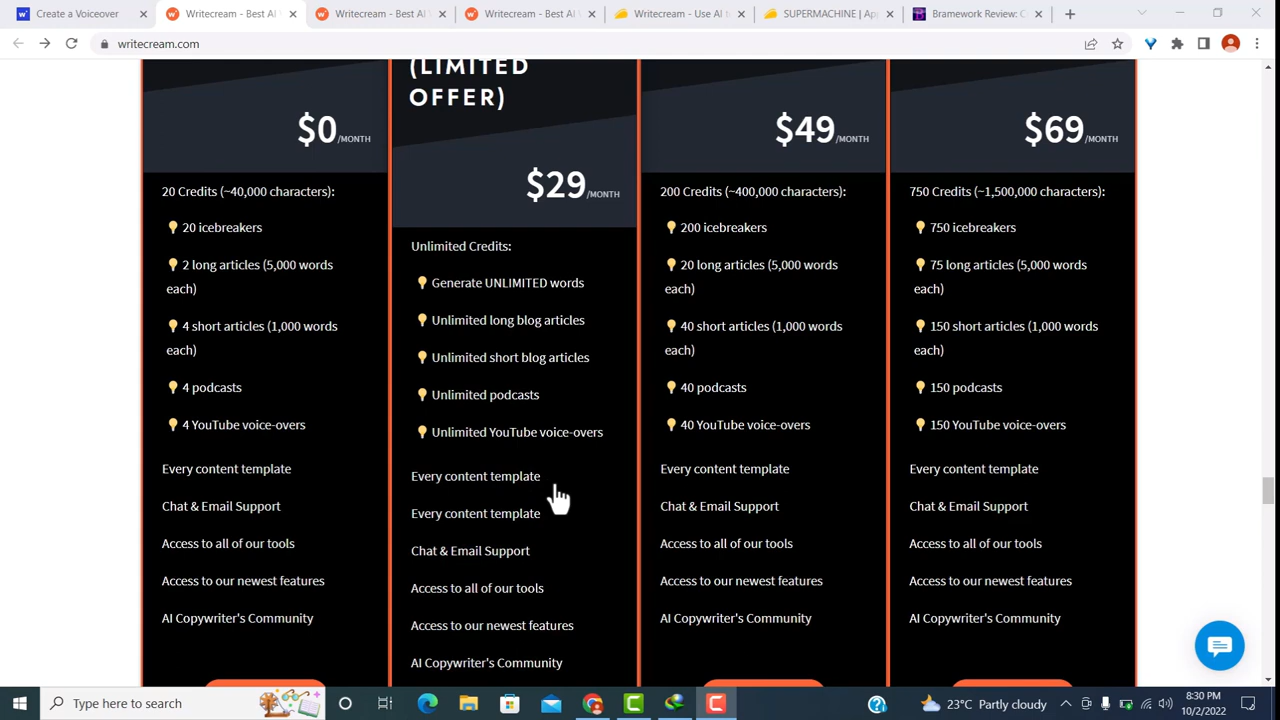 Create a Voiceover
Writecream - Best AI
Writecream - Best AI
Writecream - Best AI
Writecream - Use A
SUPERMACHINE | Ap
Bramework Review: C
writecream.com
(LIMITED
OFFER)
$0/MONTH
20 Credits (~40,000 characters):
20 icebreakers
2 long articles (5,000 words
each)
4 short articles (1,000 words
each)
4 podcasts
4 YouTube voice-overs
Every content template
Chat & Email Support
Access to all of our tools
Access to our newest features
AI Copywriter's Community
$29/MONTH
Unlimited Credits:
Generate UNLIMITED words
Unlimited long blog articles
Unlimited short blog articles
Unlimited podcasts
Unlimited YouTube voice-overs
Every content template
Every content template
Chat & Email Support
Access to all of our tools
Access to our newest features
AI Copywriter's Community
$49/MONTH
200 Credits (~400,000 characters):
200 icebreakers
20 long articles (5,000 words
each)
40 short articles (1,000 words
each)
40 podcasts
40 YouTube voice-overs
Every content template
Chat & Email Support
Access to all of our tools
Access to our newest features
AI Copywriter's Community
$69/MONTH
750 Credits (~1,500,000 characters):
750 icebreakers
75 long articles (5,000 words
each)
150 short articles (1,000 words
each)
150 podcasts
150 YouTube voice-overs
Every content template
Chat & Email Support
Access to all of our tools
Access to our newest features
AI Copywriter's Community
Type here to search
23°C Partly cloudy
8:30 PM
10/2/2022